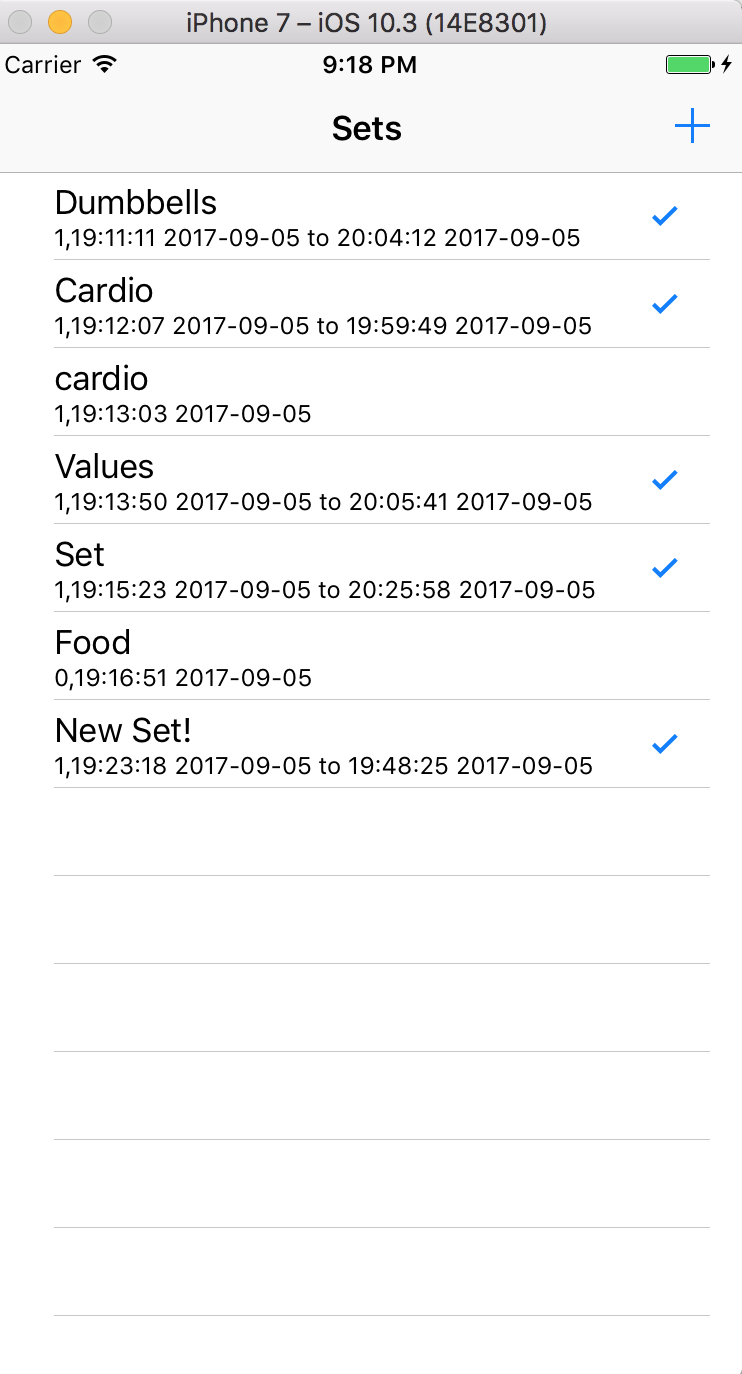 iPhone 7 – iOS 10.3 (14E8301)
Carrier 9:18 PM
Sets
Dumbbells
1,19:11:11 2017-09-05 to 20:04:12 2017-09-05
Cardio
1,19:12:07 2017-09-05 to 19:59:49 2017-09-05
cardio
1,19:13:03 2017-09-05
Values
1,19:13:50 2017-09-05 to 20:05:41 2017-09-05
Set
1,19:15:23 2017-09-05 to 20:25:58 2017-09-05
Food
0,19:16:51 2017-09-05
New Set!
1,19:23:18 2017-09-05 to 19:48:25 2017-09-05